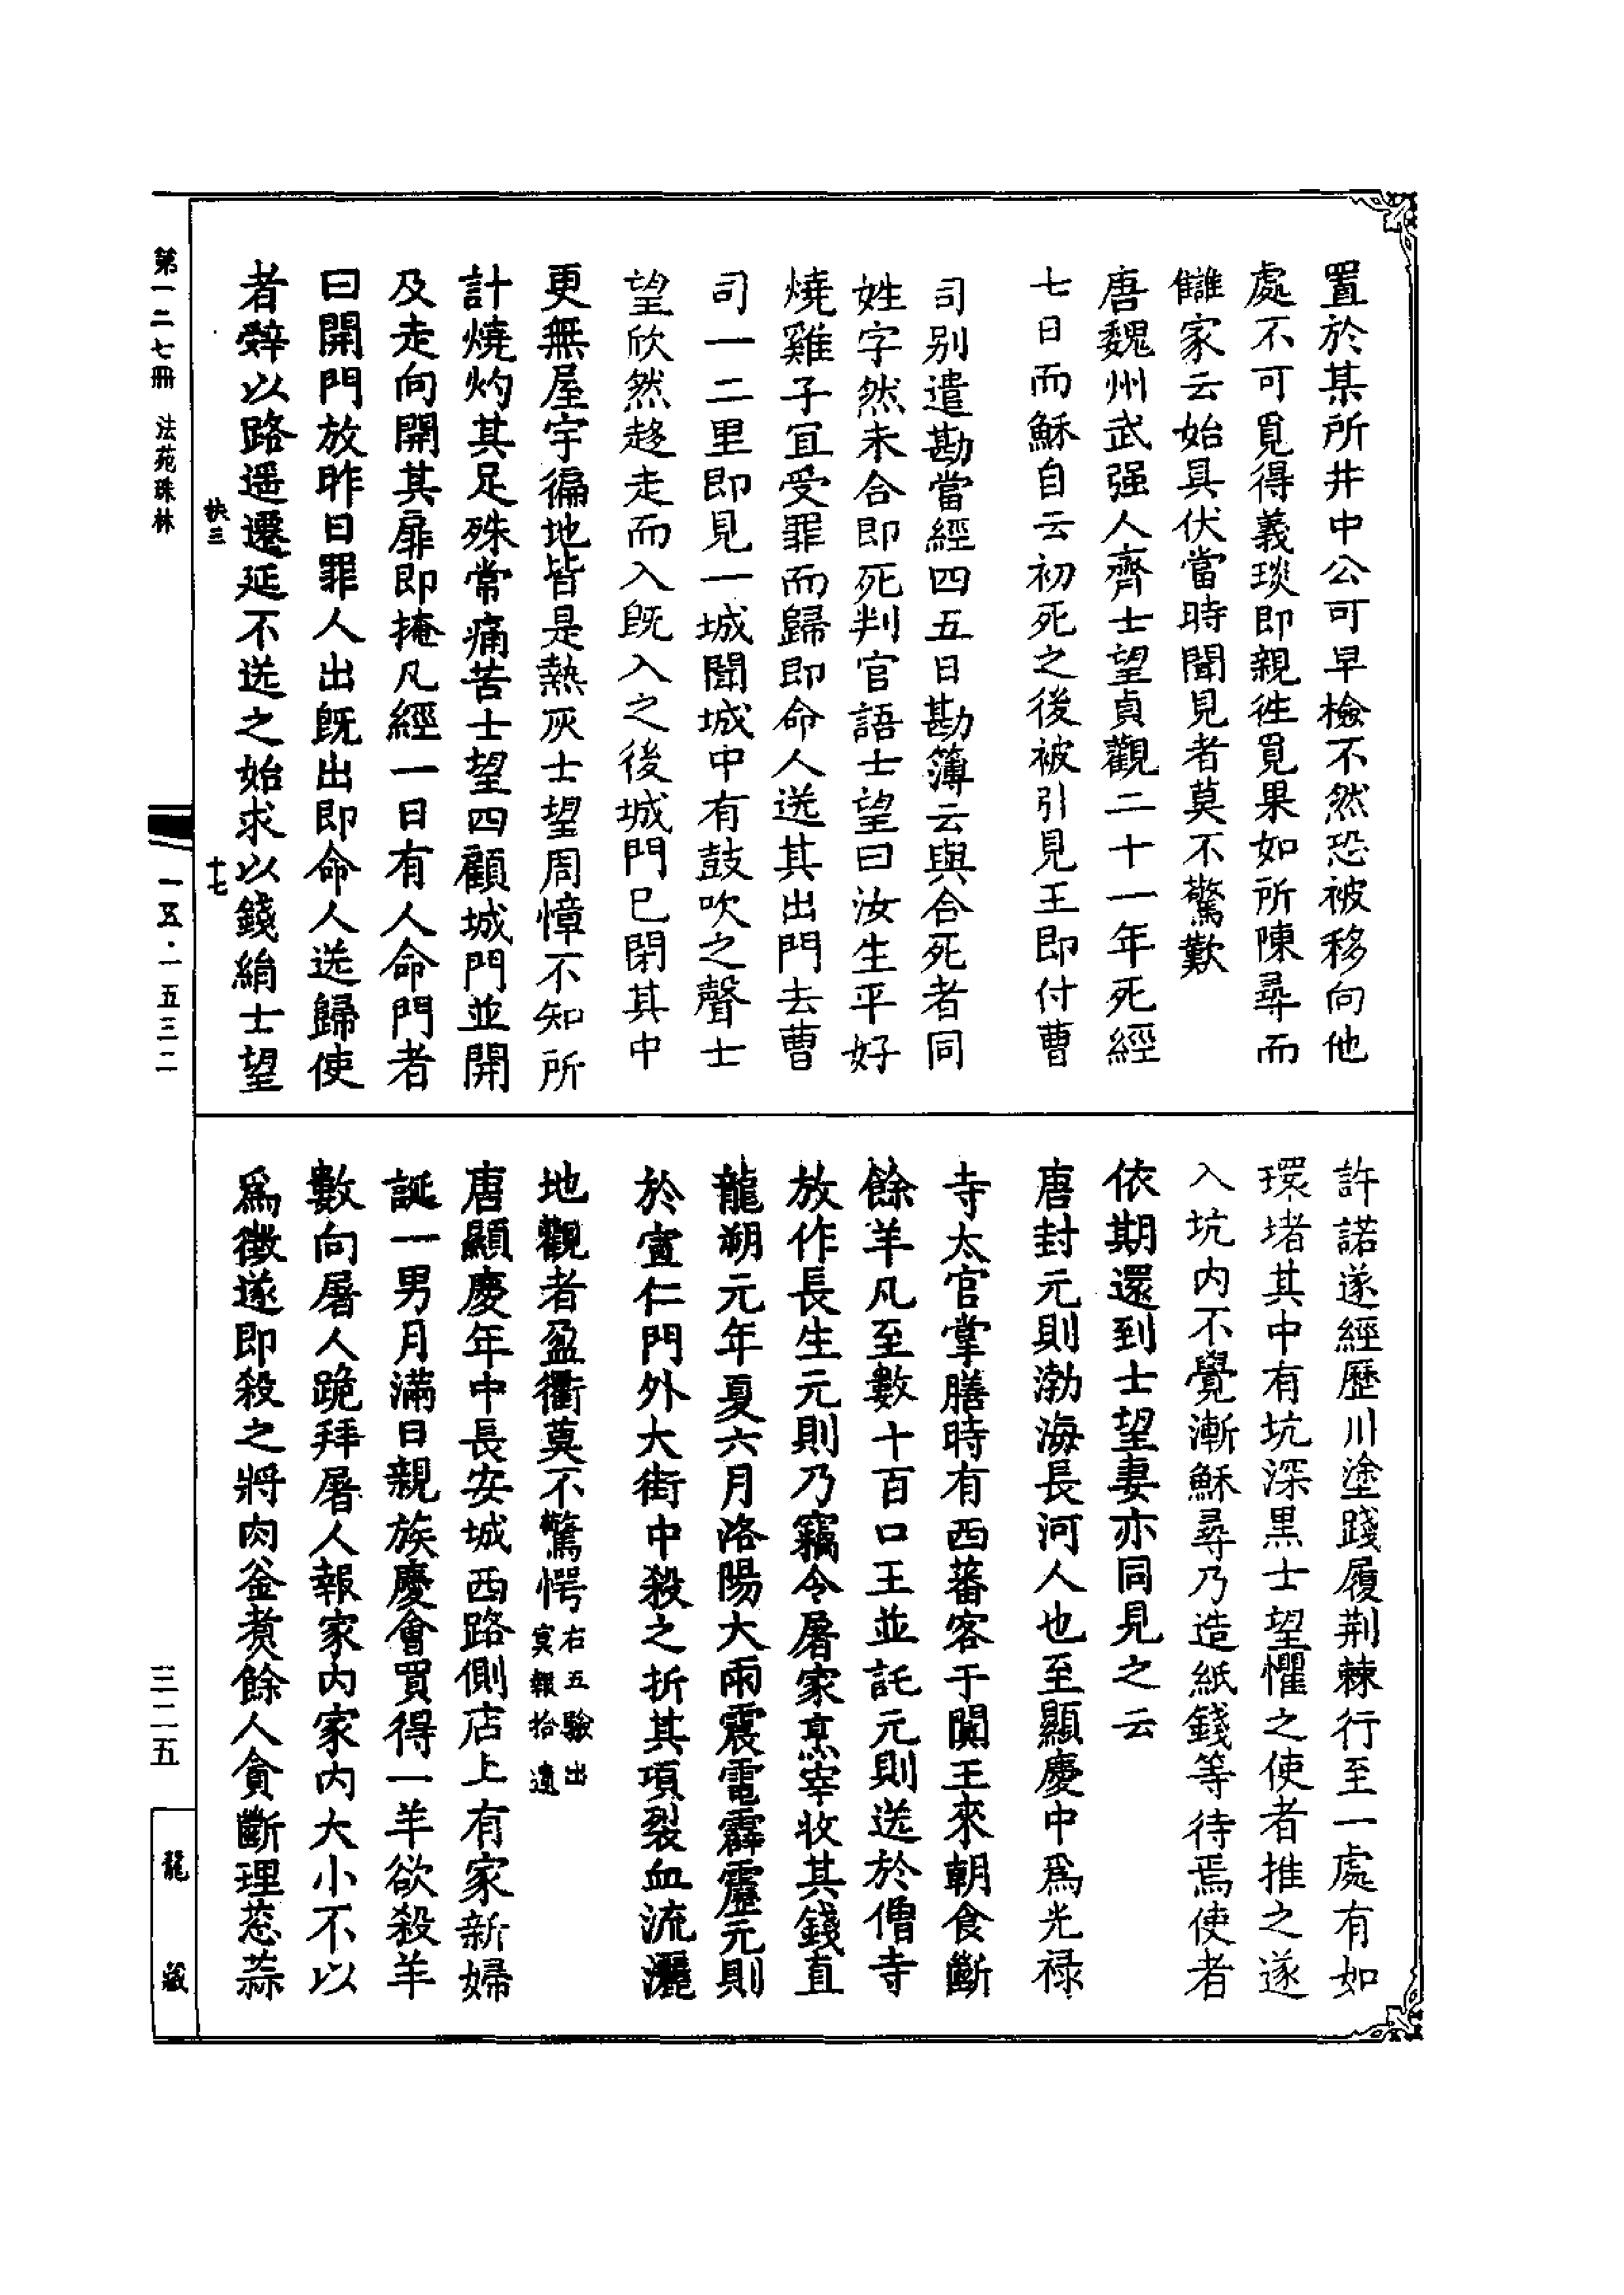 置於某所井中公可早檢不然恐被移向他
處不可覓得義琰即親徃覓果如所陳尋而
讎家云始具伏當時聞見者莫不驚歎
唐魏州武强人齊士望貞觀二十一年死經
七日而穌自云初死之後被引見王即付曹
司别遣勘當經四五日勘簿云與合死者同
姓字然未合即死判官語士望曰汝生平好
燒雞子宜受罪而歸即命人送其出門去曹
司一二里即見一城聞城中有鼓吹之聲士
望欣然趍走而入旣入之後城門已閉其中
更無屋宇徧地皆是熱灰士望周慞不知所
計燒灼其足殊常痛苦士望四顧城門並開
及走向開其扉即掩凡經一日有人命門者
曰開門放昨日罪人出旣出即命人送歸使
者辤以路遥遷延不送之始求以錢絹士望
許諾遂經歷川塗踐履荆棘行至一處有如
環堵其中有坑深黒士望懼之使者推之遂
入坑内不覺漸穌尋乃造紙錢等待焉使者
依期還到士望妻亦同見之云
唐封元則渤海長河人也至顯慶中爲光禄
寺太官掌膳時有西蕃客于闐王來朝食斷
餘羊凡至數十百口王並託元則送於僧寺
放作長生元則乃竊令屠家烹宰收其錢直
龍朔元年夏六月洛陽大雨震電霹靂元則
於宣仁門外大街中殺之折其項裂血流灑
地觀者盈衢莫不驚愕右五驗出冥報拾遺
唐顯慶年中長安城西路側店上有家新婦
誕一男月滿日親族慶會買得一羊欲殺羊
數向屠人跪拜屠人報家内家内大小不以
爲徵遂即殺之將肉釜煑餘人貪斷理葱蒜
第一二七冊 法苑珠林
扶三
十七
一五·一五三二
三二五
龍藏